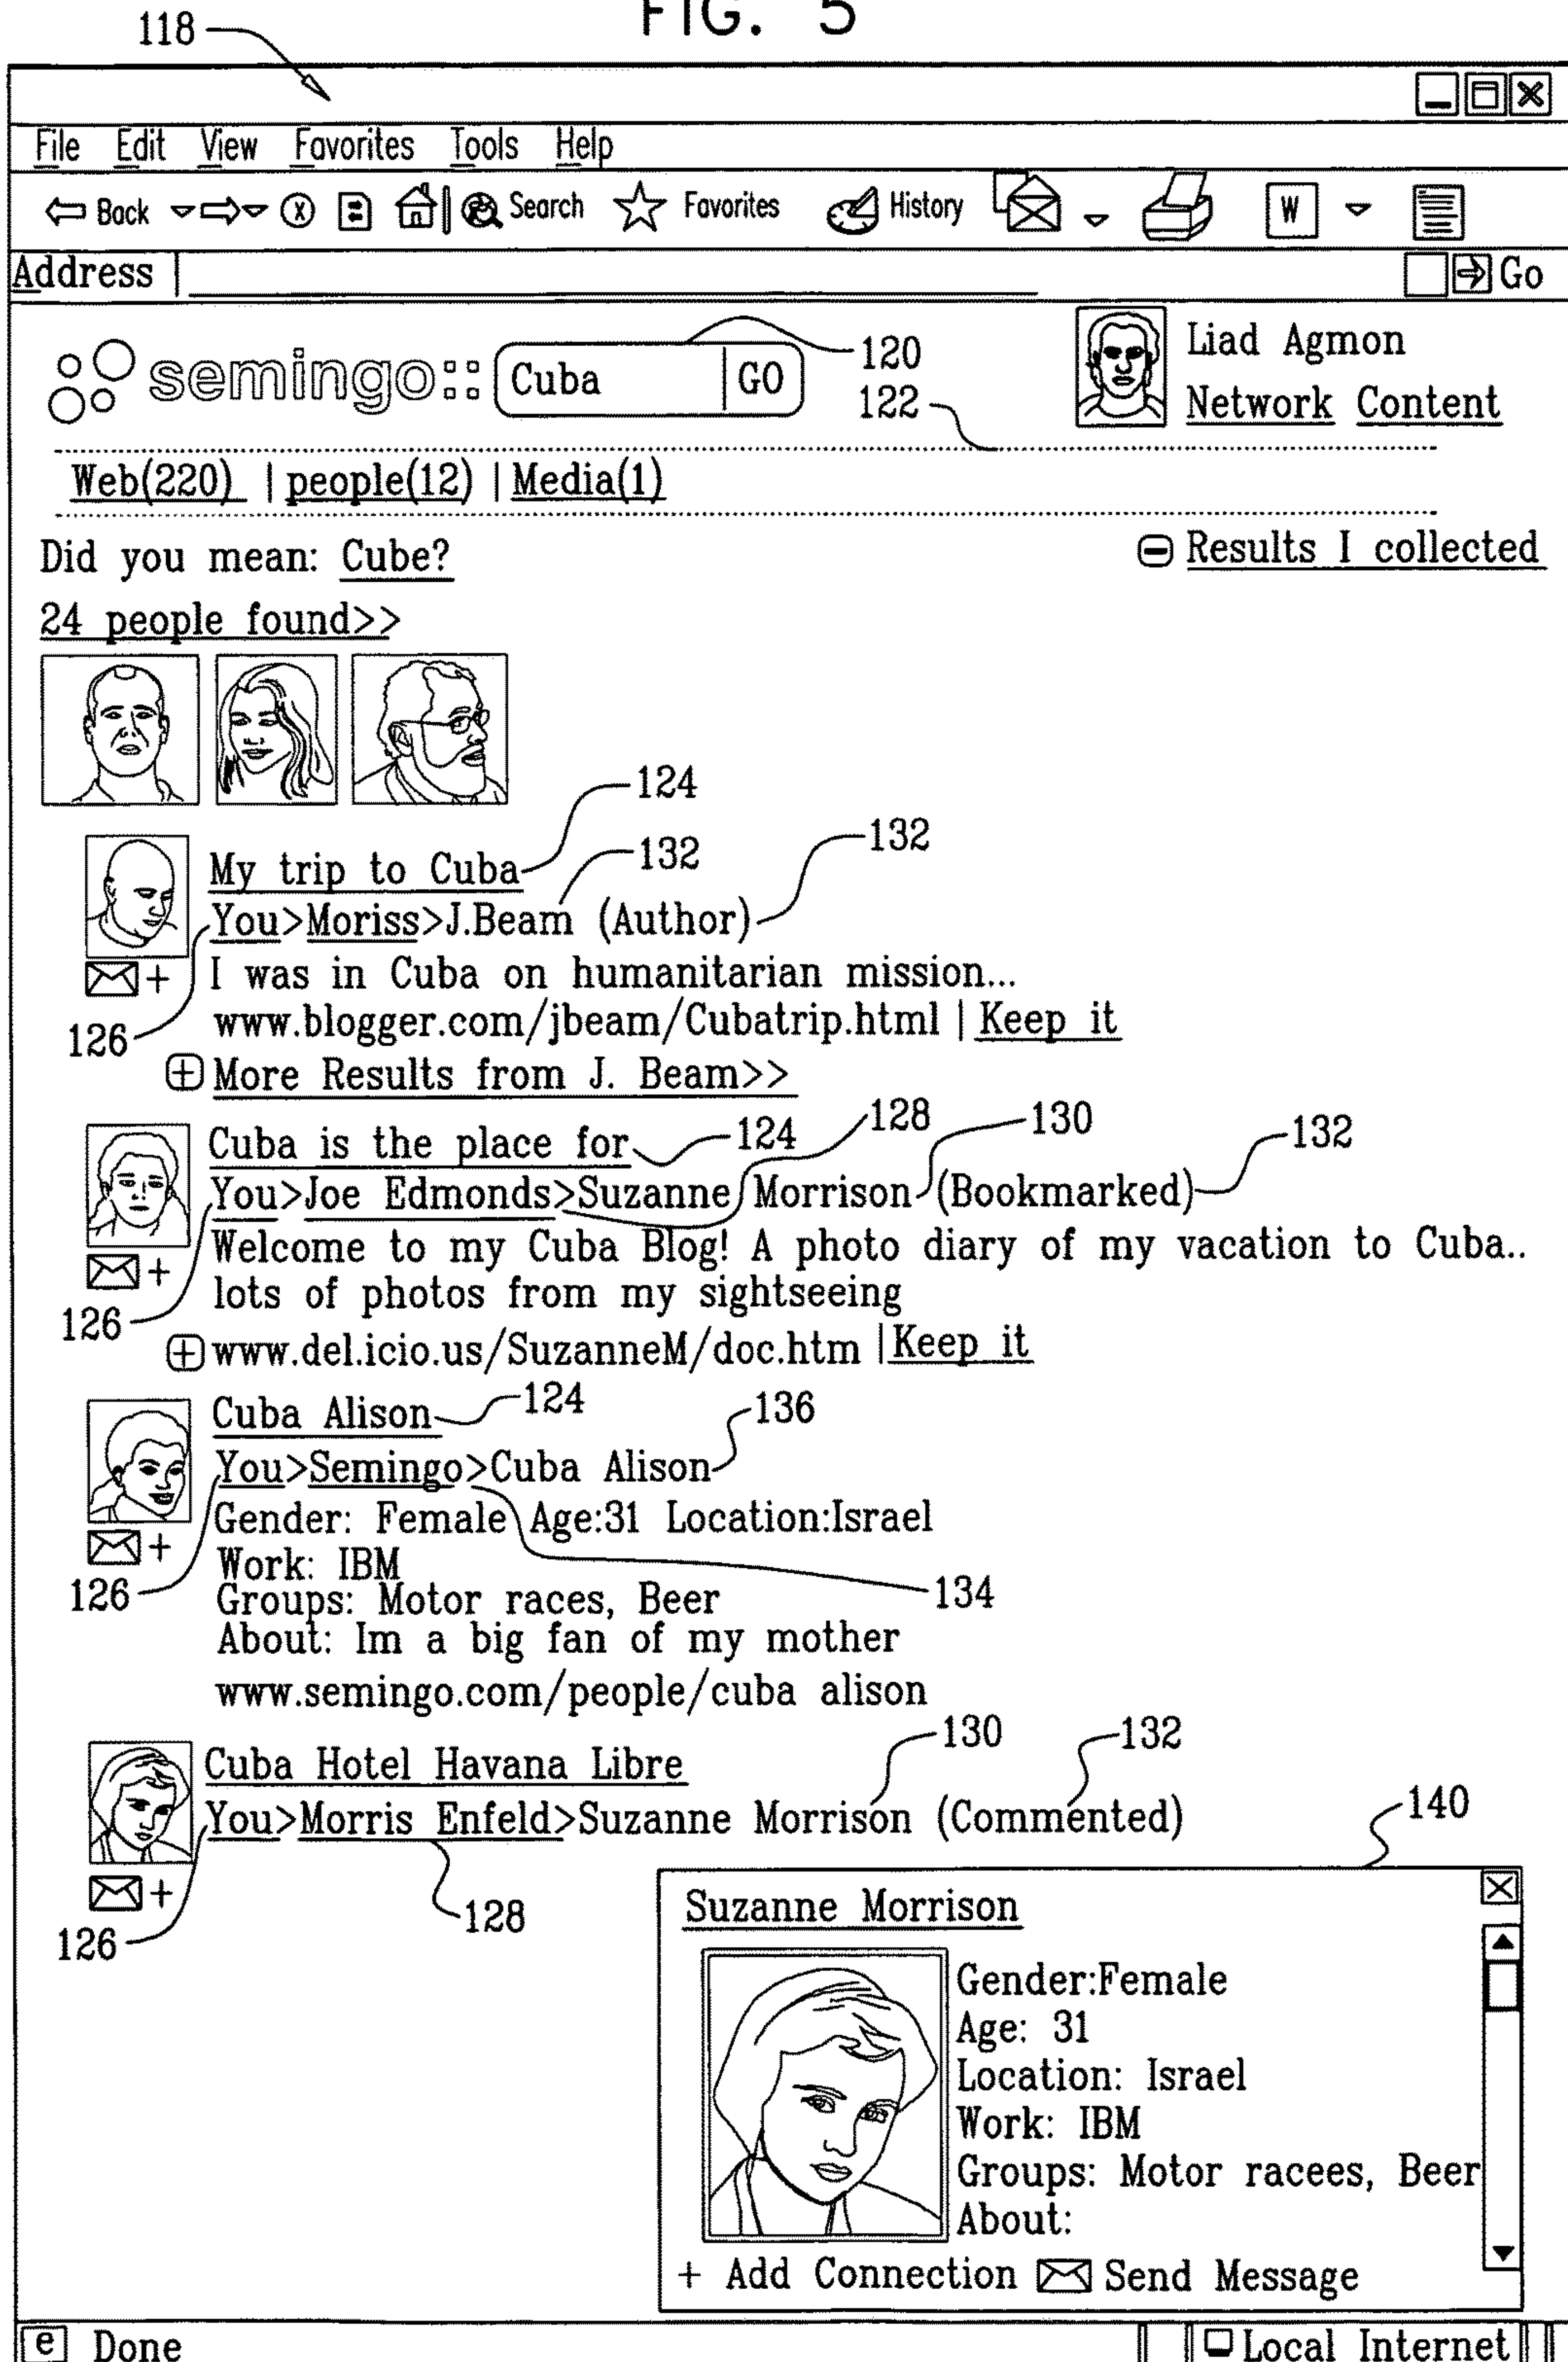 FIG. 5
118
File Edit View Favorites Tools Help
Back Search Favorites History W
Address Go
semingo:: Cuba GO 120 Liad Agmon
122 Network Content
Web(220) | people(12) | Media(1)
Did you mean: Cube? Results I collected
24 people found>>
124
My trip to Cuba 132 132
You>Moriss>J.Beam (Author)
+ I was in Cuba on humanitarian mission...
126 www.blogger.com/jbeam/Cubatrip.html | Keep it
+ More Results from J. Beam>>
Cuba is the place for 124 128 130 132
You>Joe Edmonds>Suzanne Morrison (Bookmarked)
Welcome to my Cuba Blog! A photo diary of my vacation to Cuba..
+ lots of photos from my sightseeing
126
+ www.del.icio.us/SuzanneM/doc.htm | Keep it
Cuba Alison 124 136
You>Semingo>Cuba Alison
Gender: Female Age:31 Location:Israel
+ Work: IBM
126 Groups: Motor races, Beer 134
About: Im a big fan of my mother
www.semingo.com/people/cuba alison
130 132
Cuba Hotel Havana Libre
You>Morris Enfeld>Suzanne Morrison (Commented) 140
+
126 128
Suzanne Morrison
Gender:Female
Age: 31
Location: Israel
Work: IBM
Groups: Motor racees, Beer
About:
+ Add Connection Send Message
e Done Local Internet